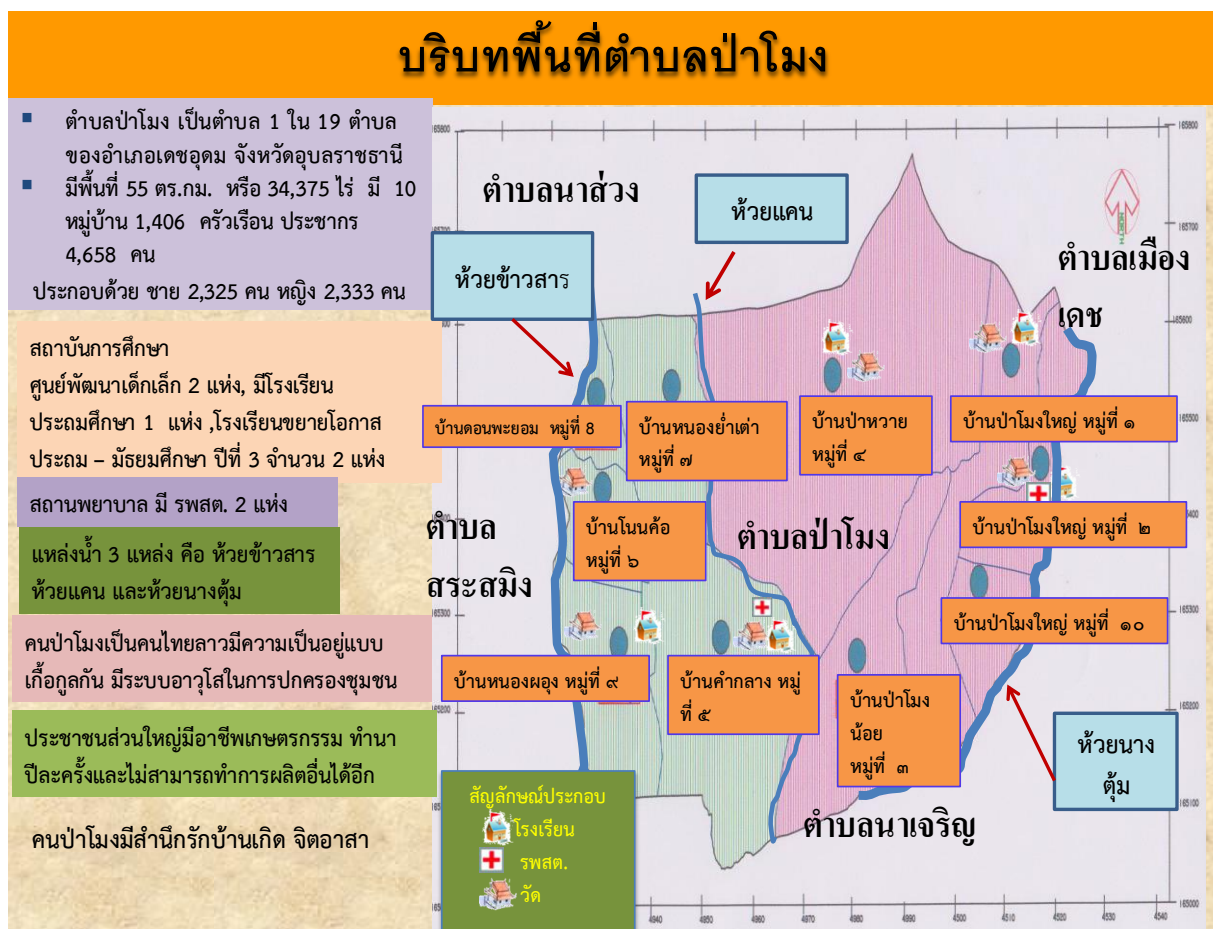 บริบทพื้นที่ตำบลป่าโมง
▪ ตำบลป่าโมง เป็นตำบล 1 ใน 19 ตำบล
ของอำเภอเดชอุดม จังหวัดอุบลราชธานี
▪ มีพื้นที่ 55 ตร.กม. หรือ 34,375 ไร่ มี 10
หมู่บ้าน 1,406 ครัวเรือน ประชากร
4,658 คน
ประกอบด้วย ชาย 2,325 คน หญิง 2,333 คน
สถาบันการศึกษา
ศูนย์พัฒนาเด็กเล็ก 2 แห่ง, มีโรงเรียน
ประถมศึกษา 1 แห่ง ,โรงเรียนขยายโอกาส
ประถม – มัธยมศึกษา ปีที่ 3 จำนวน 2 แห่ง
สถานพยาบาล มี รพสต. 2 แห่ง
แหล่งน้ำ 3 แหล่ง คือ ห้วยข้าวสาร
ห้วยแคน และห้วยนางตุ้ม
คนป่าโมงเป็นคนไทยลาวมีความเป็นอยู่แบบ
เกื้อกูลกัน มีระบบอาวุโสในการปกครองชุมชน
ประชาชนส่วนใหญ่มีอาชีพเกษตรกรรม ทำนา
ปีละครั้งและไม่สามารถทำการผลิตอื่นได้อีก
คนป่าโมงมีสำนึกรักบ้านเกิด จิตอาสา
ตำบลนาส่วง
ห้วยแคน
ห้วยข้าวสาร
ตำบลเมือง
เดช
NORTH
บ้านดอนพะยอม หมู่ที่ 8
บ้านหนองย่ำเต่า
หมู่ที่ ๗
บ้านป่าหวาย
หมู่ที่ ๔
บ้านป่าโมงใหญ่ หมู่ที่ ๑
ตำบล
สระสมิง
บ้านโนนค้อ
หมู่ที่ ๖
ตำบลป่าโมง
บ้านป่าโมงใหญ่ หมู่ที่ ๒
บ้านป่าโมงใหญ่ หมู่ที่ ๑๐
บ้านหนองผอุง หมู่ที่ ๙
บ้านคำกลาง หมู่
ที่ ๕
บ้านป่าโมง
น้อย
หมู่ที่ ๓
ห้วยนาง
ตุ้ม
ตำบลนาเจริญ
สัญลักษณ์ประกอบ
โรงเรียน
รพสต.
วัด
165800
165800
165700
165600
165500
165300
165200
165100
165000
4940
4950
4960
4970
4980
4990
4500
4510
4520
4530
4540